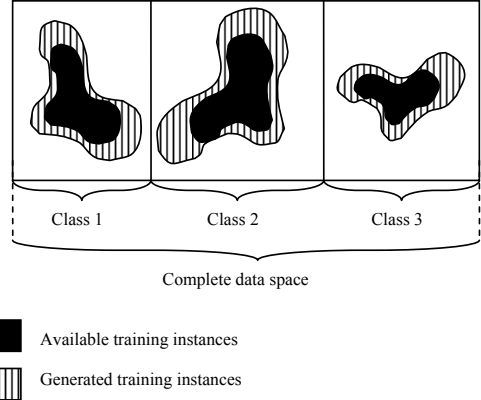 Class 1 Class 2 Class 3
Complete data space
Available training instances
Generated training instances